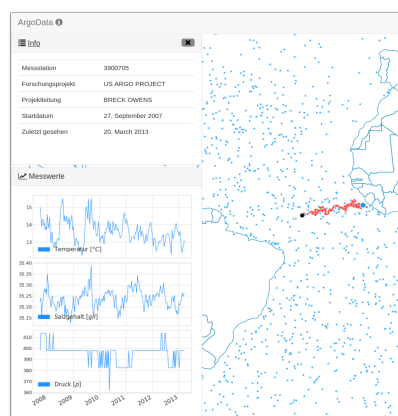 ArgoData
Info
Messstation 3900705
Forschungsprojekt US ARGO PROJECT
Projektleitung BRECK OWENS
Startdatum 27. September 2007
Zuletzt gesehen 20. March 2013
Messwerte
15
14
13
Temperatur [°C]
35.40
35.35
35.30
35.25
35.20
35.15
Salzgehalt [g/l]
410
400
390
380
370
360
Druck [p]
2008 2009 2010 2011 2012 2013